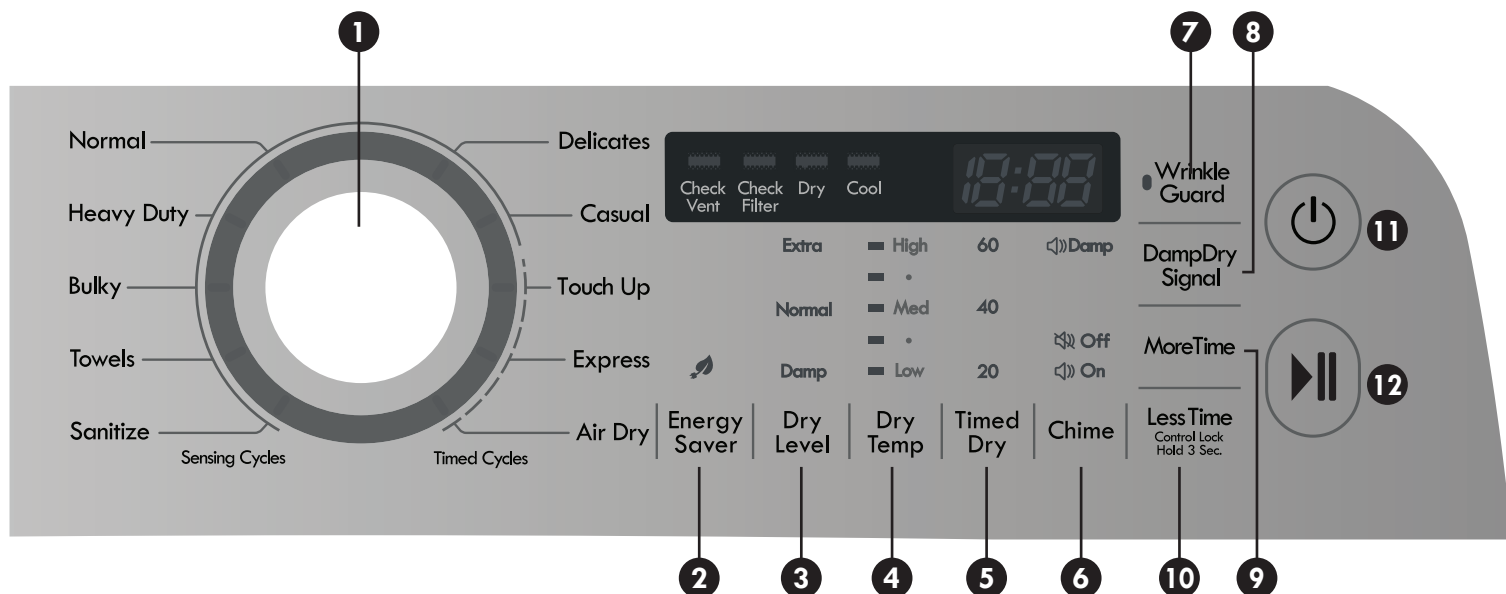 1
7
8
Normal
Heavy Duty
Bulky
Towels
Sanitize
Sensing Cycles
Delicates
Casual
Touch Up
Express
Air Dry
Timed Cycles
Check
Vent
Check
Filter
Dry
Cool
18:88
Extra
Normal
Damp
High
Med
Low
60
40
20
Damp
Off
On
Energy
Saver
Dry
Level
Dry
Temp
Timed
Dry
Chime
Wrinkle
Guard
DampDry
Signal
MoreTime
Less Time
Control Lock
Hold 3 Sec.
11
12
2
3
4
5
6
10
9